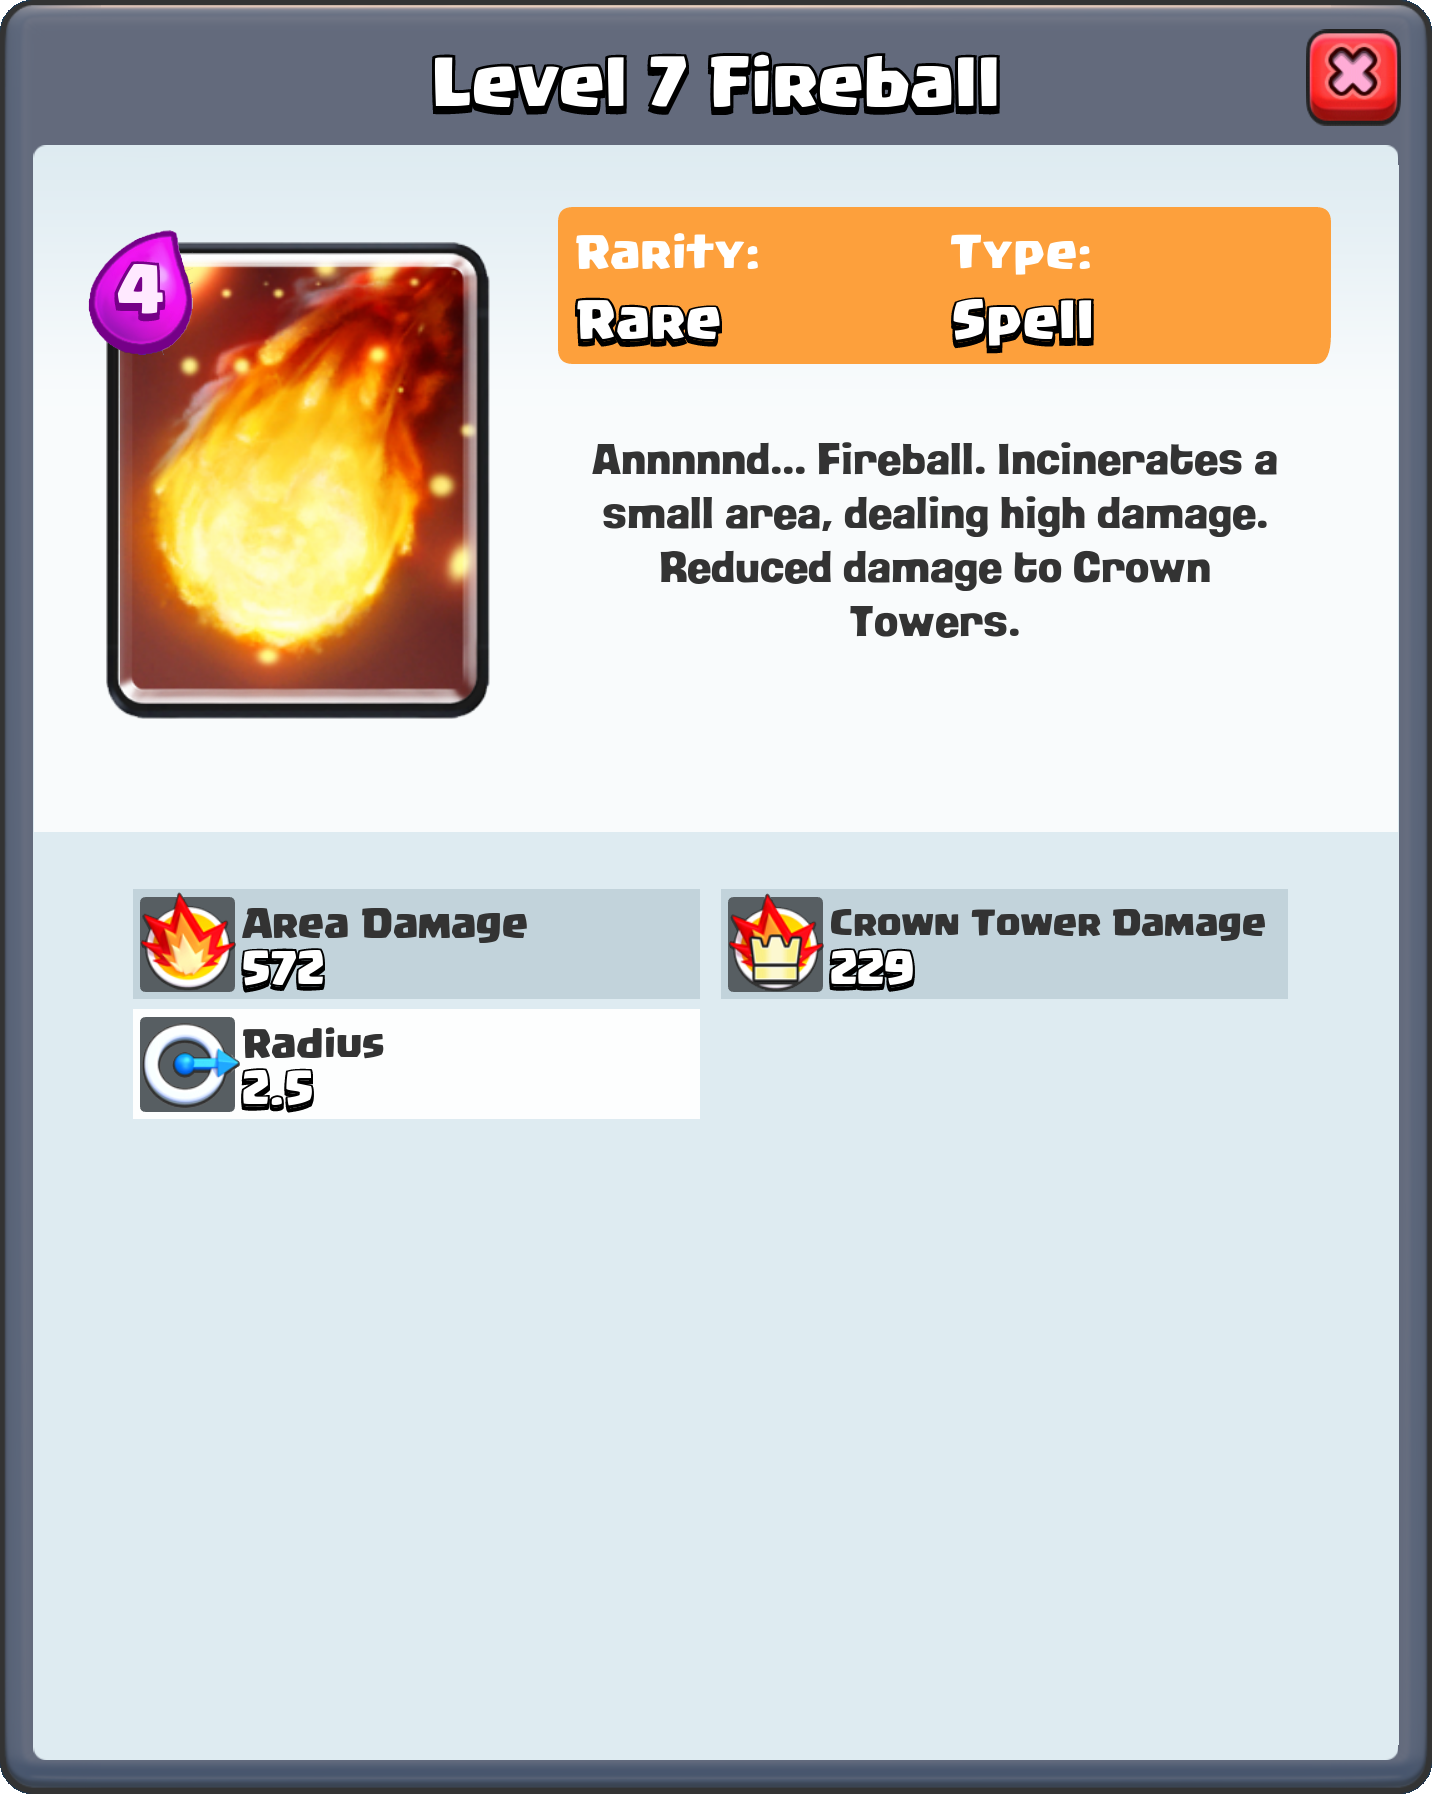 Level 7 Fireball
4
Rarity:
Type:
Rare
Spell
Annnnnd... Fireball. Incinerates a
small area, dealing high damage.
Reduced damage to Crown
Towers.
Area Damage
572
Crown Tower Damage
229
Radius
2.5